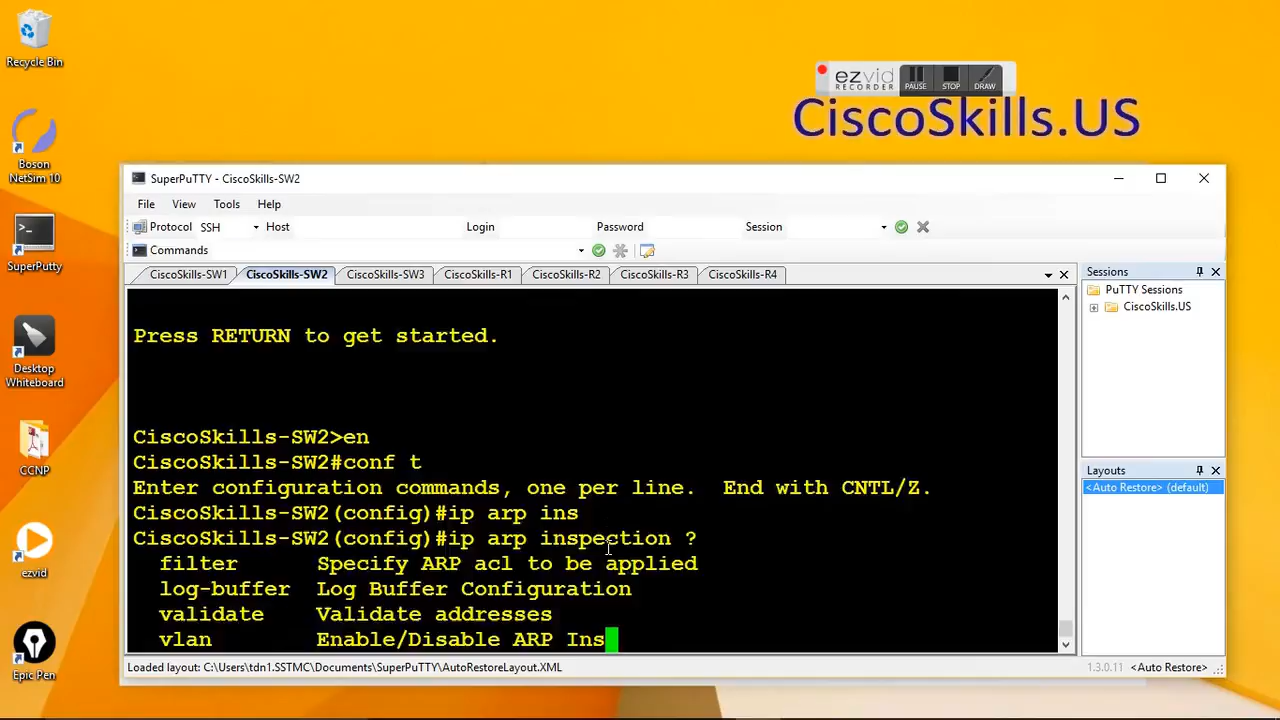 Recycle Bin
ezvid
RECORDER
PAUSE
STOP
DRAW
CiscoSkills.US
Boson
NetSim 10
SuperPutty
Desktop
Whiteboard
CCNP
ezvid
Epic Pen
SuperPuTTY - CiscoSkills-SW2
File View Tools Help
Protocol SSH Host Login Password Session
Commands
CiscoSkills-SW1 CiscoSkills-SW2 CiscoSkills-SW3 CiscoSkills-R1 CiscoSkills-R2 CiscoSkills-R3 CiscoSkills-R4
Press RETURN to get started.
CiscoSkills-SW2>en
CiscoSkills-SW2#conf t
Enter configuration commands, one per line.  End with CNTL/Z.
CiscoSkills-SW2(config)#ip arp ins
CiscoSkills-SW2(config)#ip arp inspection ?
filter Specify ARP acl to be applied
log-buffer Log Buffer Configuration
validate Validate addresses
vlan Enable/Disable ARP Ins
Sessions
PuTTY Sessions
CiscoSkills.US
Layouts
<Auto Restore> (default)
Loaded layout: C:\Users\tdn1.SSTMC\Documents\SuperPuTTY\AutoRestoreLayout.XML
1.3.0.11 <Auto Restore>